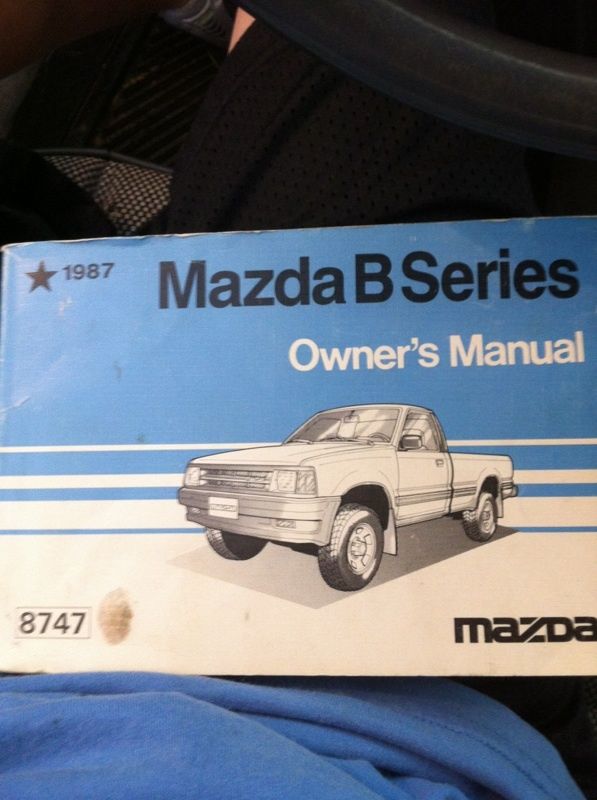 ★ 1987
Mazda B Series
Owner's Manual
8747
mazda